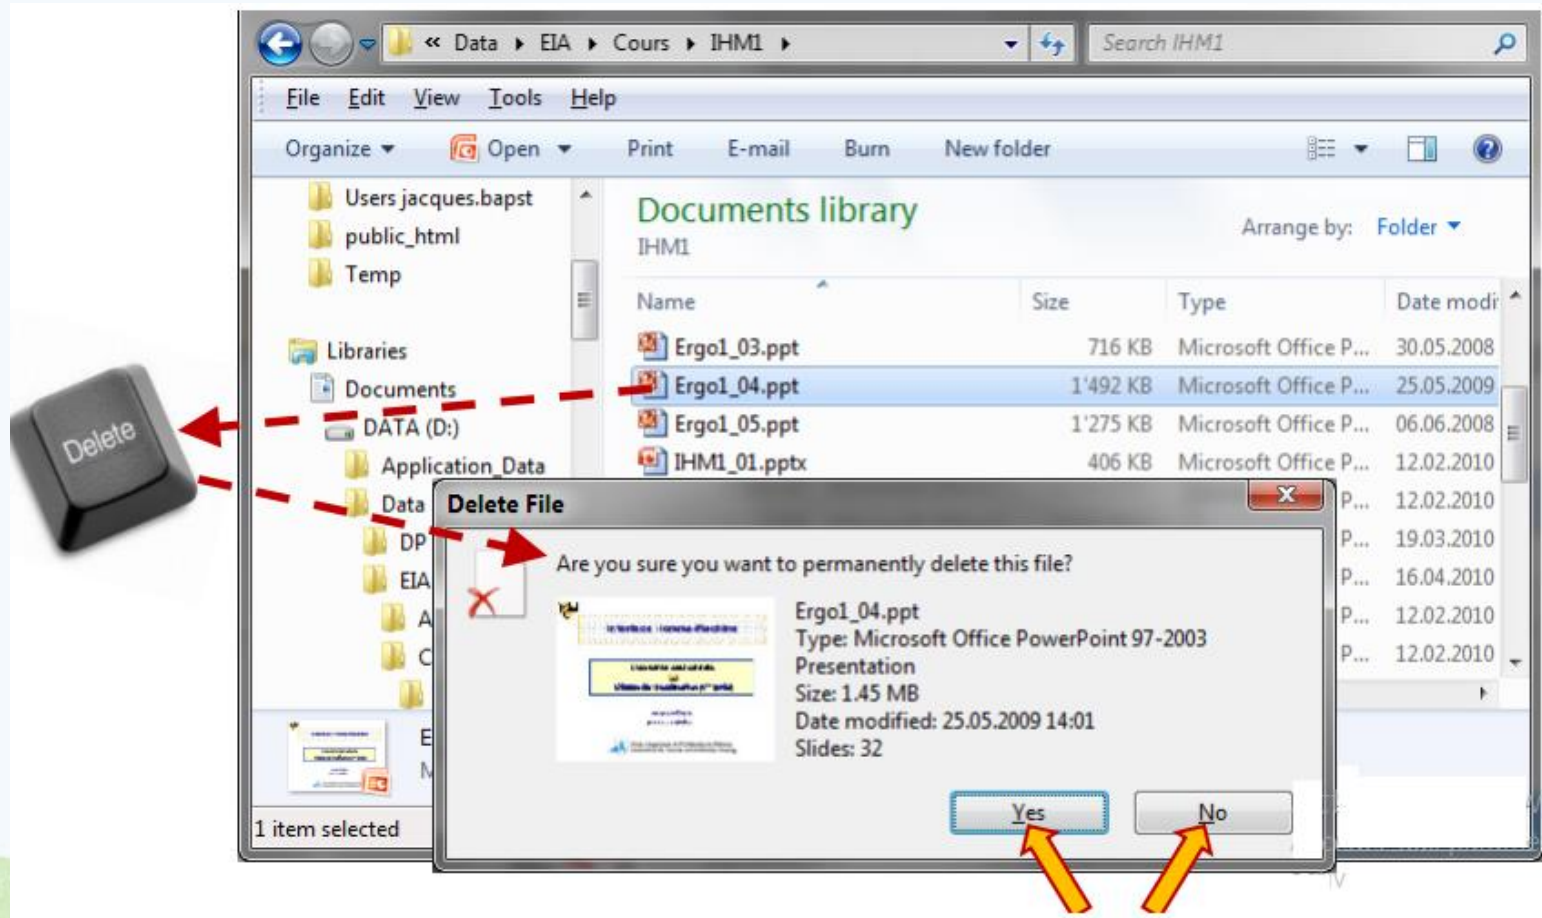 « Data ▸ EIA ▸ Cours ▸ IHM1 ▸
Search IHM1
File Edit View Tools Help
Organize Open Print E-mail Burn New folder
Users jacques.bapst
public_html
Temp
Libraries
Documents
DATA (D:)
Application_Data
Data
DP
EIA
A
C
Documents library
IHM1
Arrange by: Folder
Name Size Type Date modi
Ergo1_03.ppt 716 KB Microsoft Office P... 30.05.2008
Ergo1_04.ppt 1'492 KB Microsoft Office P... 25.05.2009
Ergo1_05.ppt 1'275 KB Microsoft Office P... 06.06.2008
IHM1_01.pptx 406 KB Microsoft Office P... 12.02.2010
P... 12.02.2010
P... 19.03.2010
P... 16.04.2010
P... 12.02.2010
P... 12.02.2010
Delete
Delete File
Are you sure you want to permanently delete this file?
Ergo1_04.ppt
Type: Microsoft Office PowerPoint 97-2003
Presentation
Size: 1.45 MB
Date modified: 25.05.2009 14:01
Slides: 32
Yes No
E
M
1 item selected